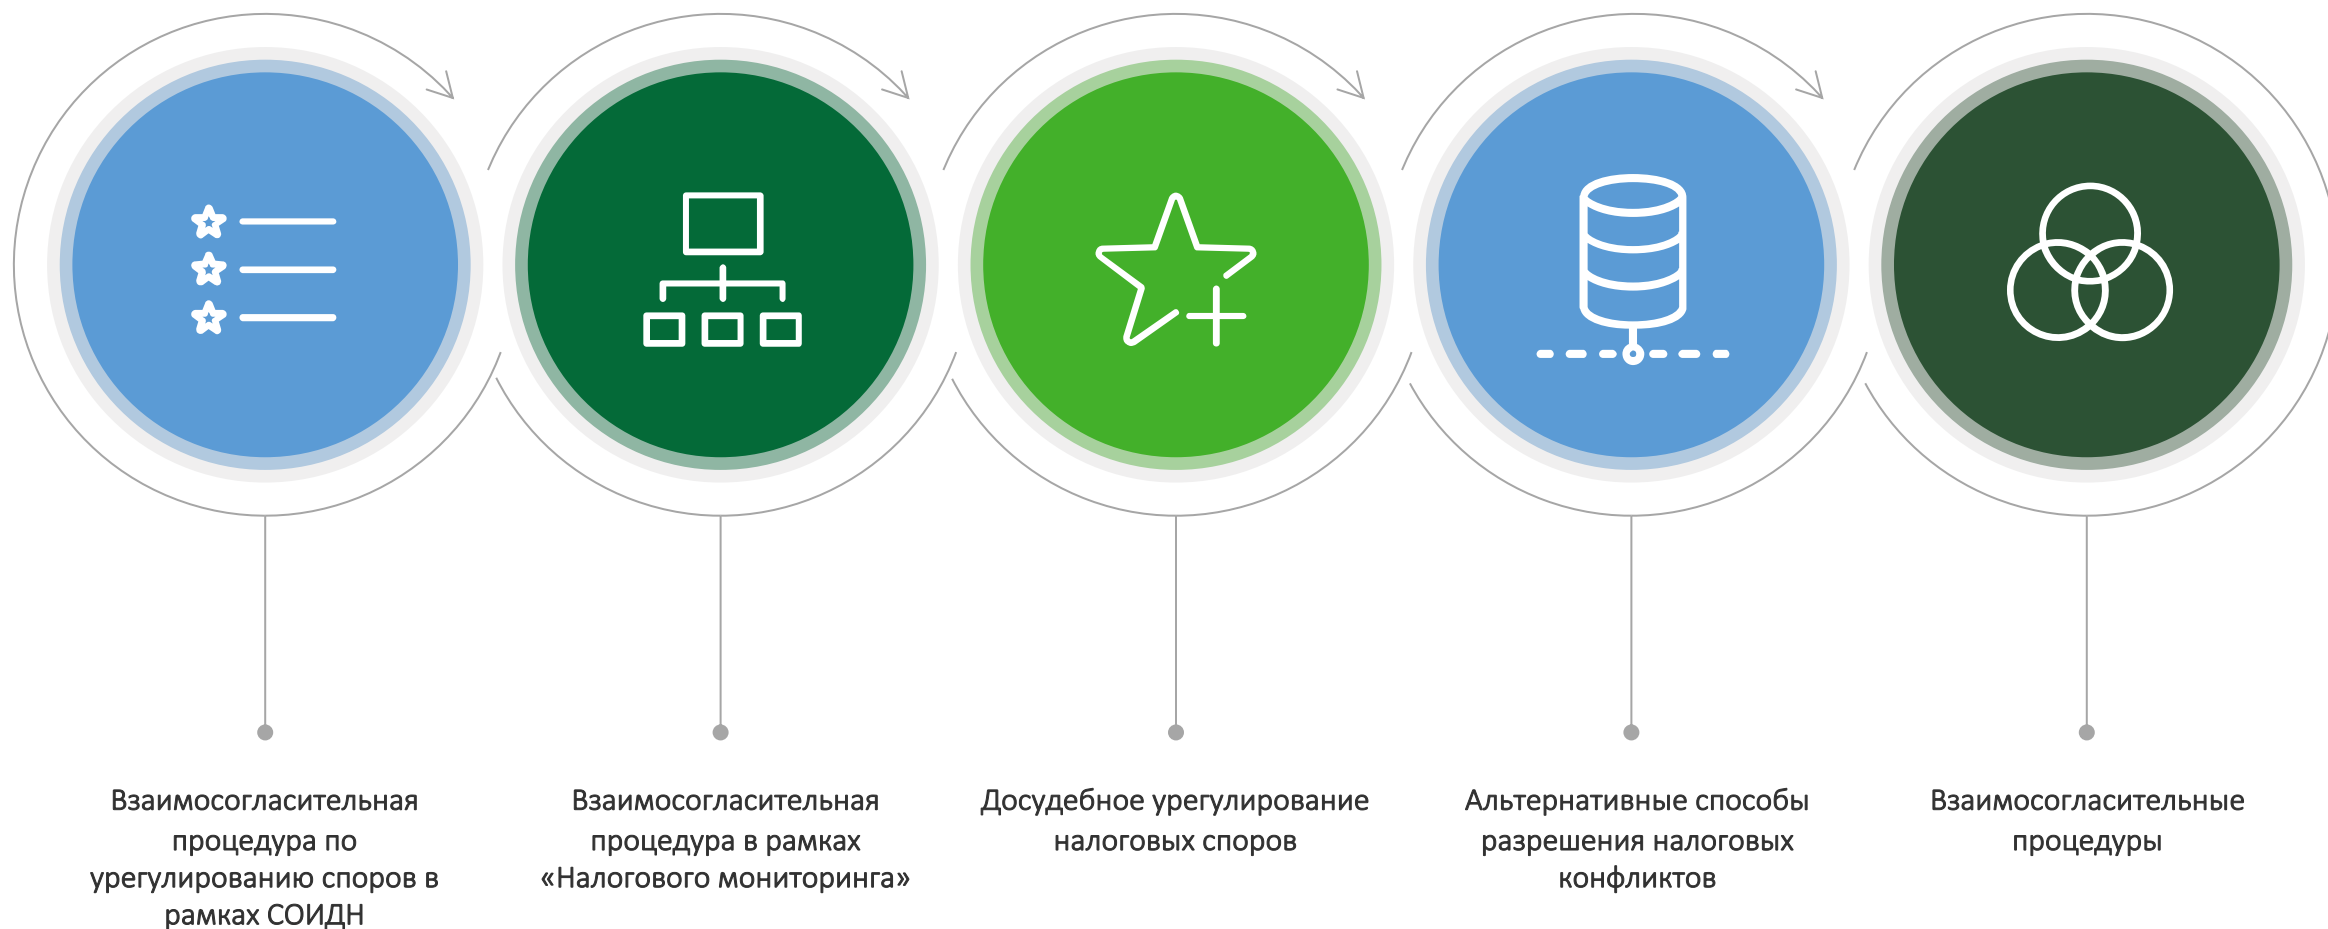 Взаимосогласительная
процедура по
урегулированию споров в
рамках СОИДН
Взаимосогласительная
процедура в рамках
«Налогового мониторинга»
Досудебное урегулирование
налоговых споров
Альтернативные способы
разрешения налоговых
конфликтов
Взаимосогласительные
процедуры